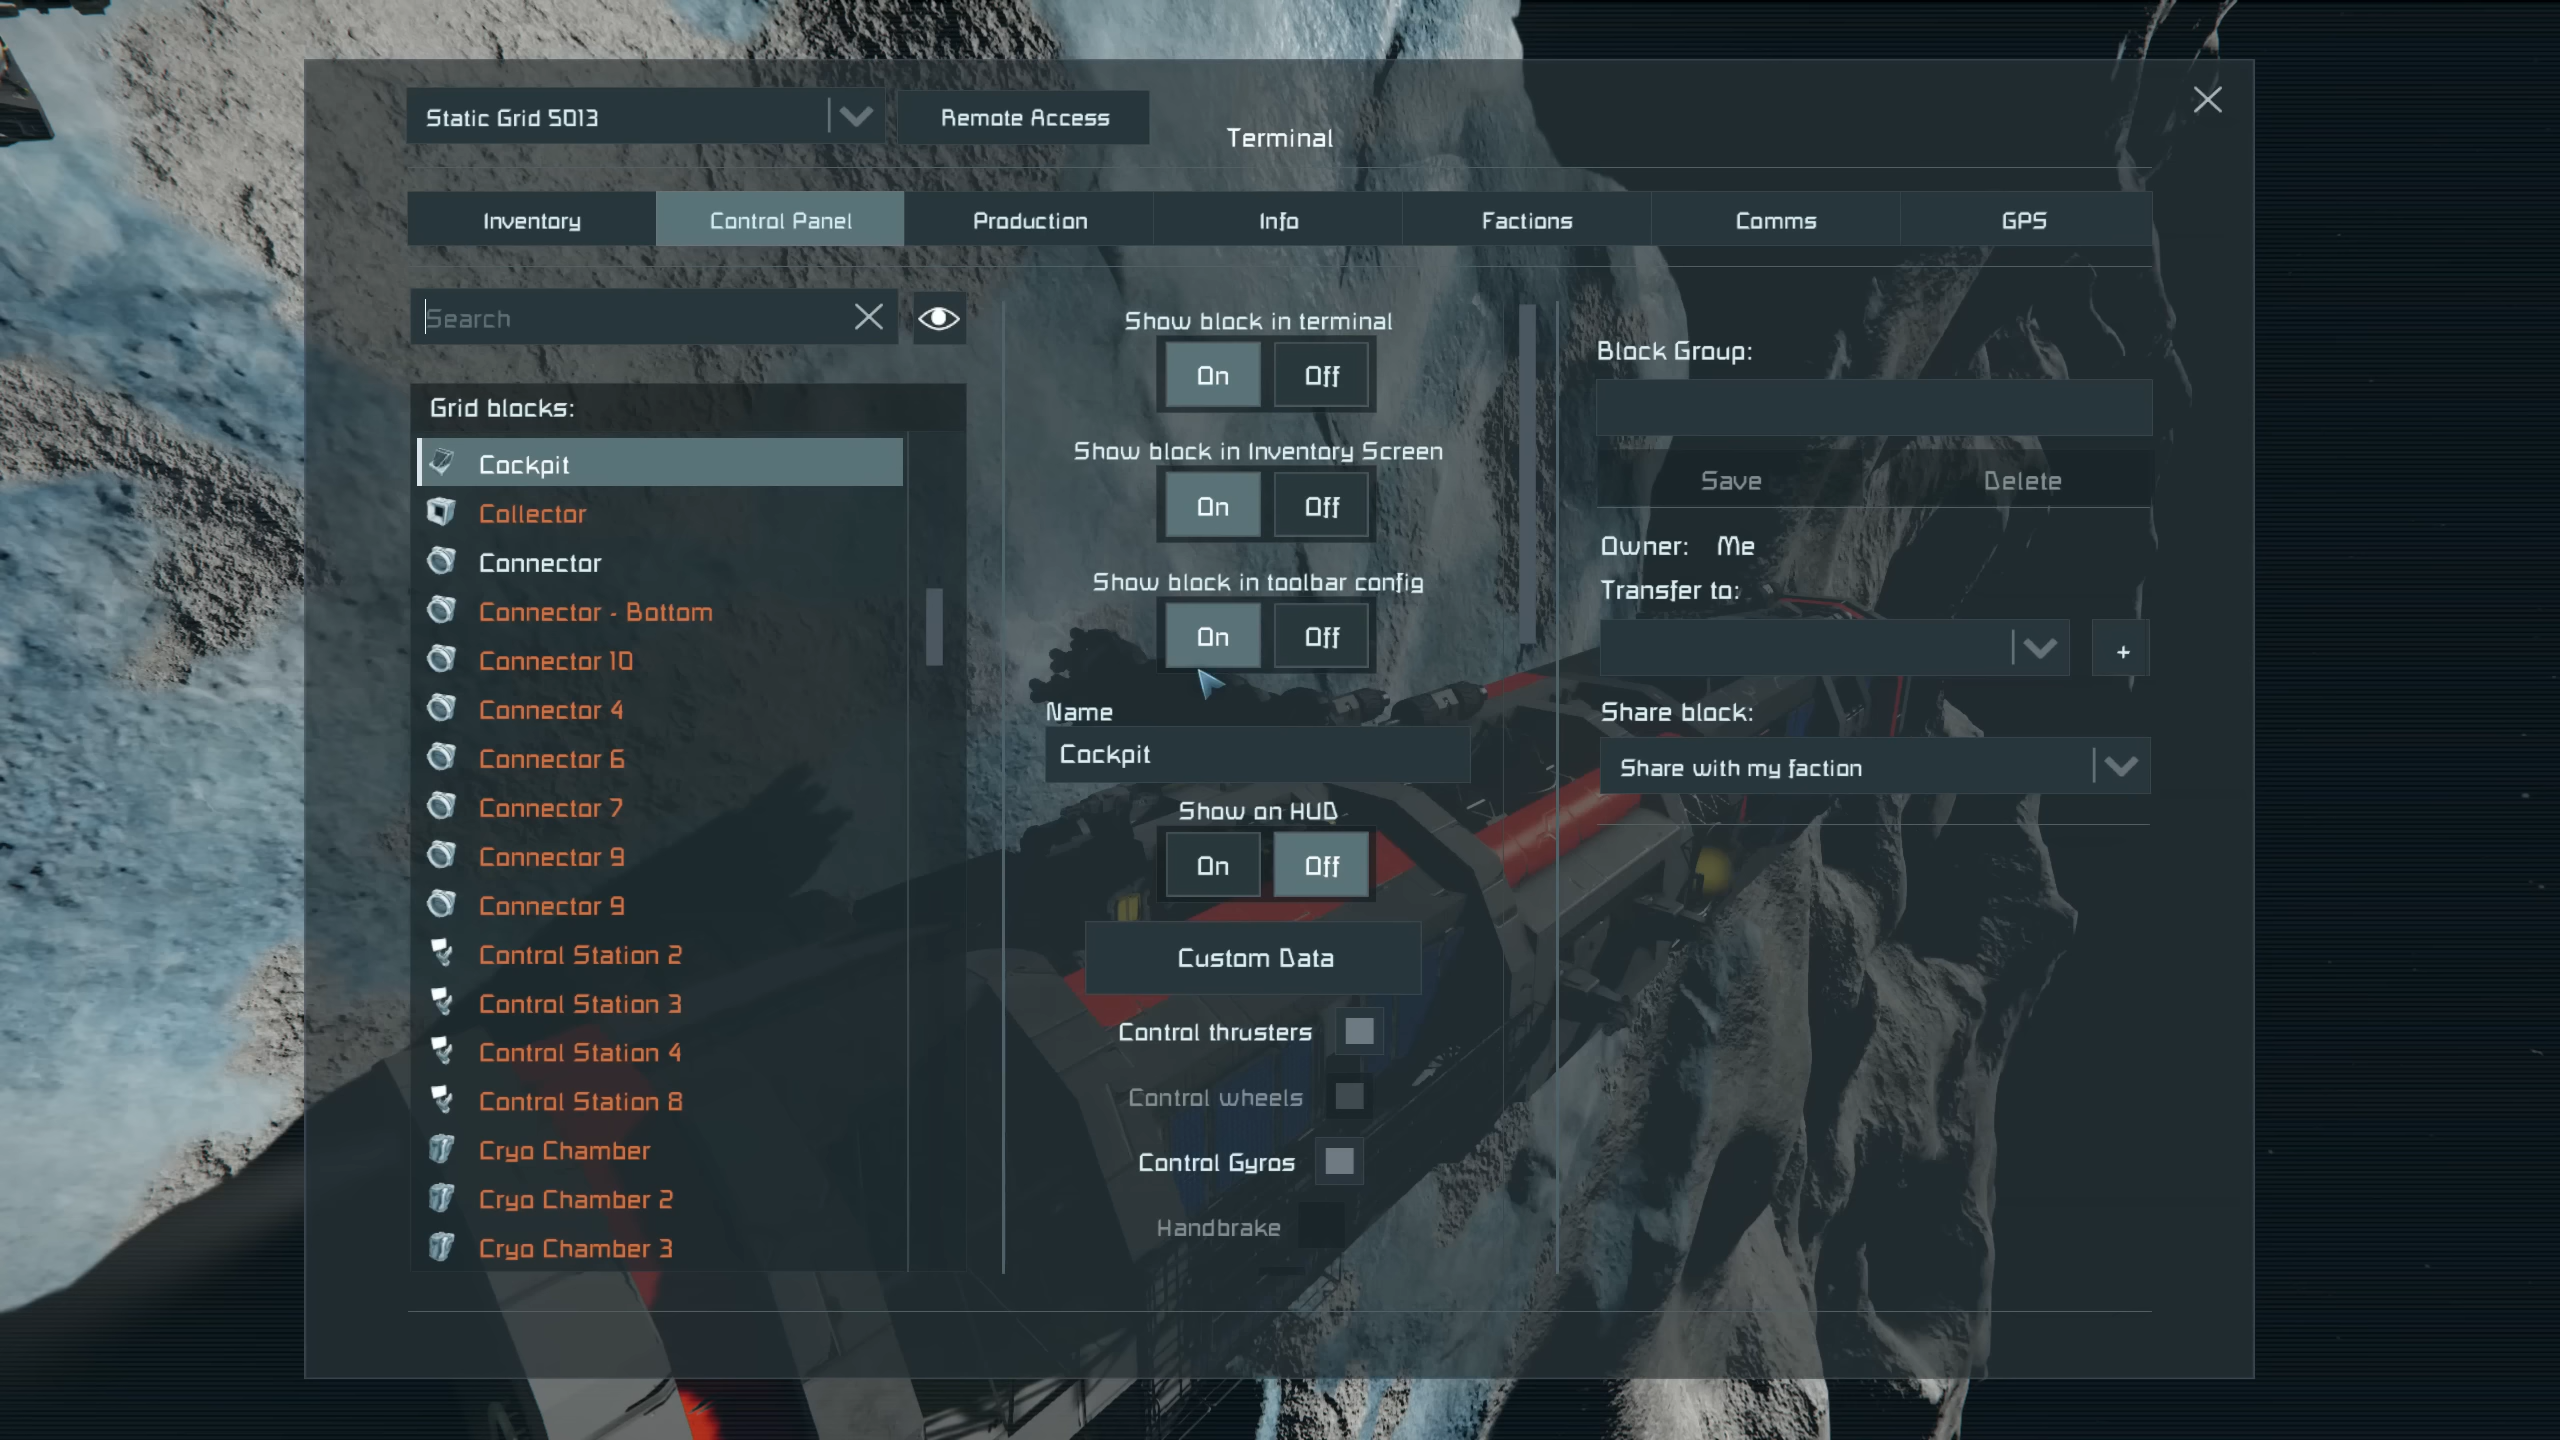 Static Grid 5013
Remote Access
Terminal
Inventory
Control Panel
Production
Info
Factions
Comms
GPS
Search
Grid blocks:
Cockpit
Collector
Connector
Connector - Bottom
Connector 10
Connector 4
Connector 6
Connector 7
Connector 9
Connector 9
Control Station 2
Control Station 3
Control Station 4
Control Station 8
Cryo Chamber
Cryo Chamber 2
Cryo Chamber 3
Show block in terminal
On Off
Show block in Inventory Screen
On Off
Show block in toolbar config
On Off
Name
Cockpit
Show on HUD
On Off
Custom Data
Control thrusters
Control wheels
Control Gyros
Handbrake
Block Group:
Save Delete
Owner: Me
Transfer to:
+
Share block:
Share with my faction